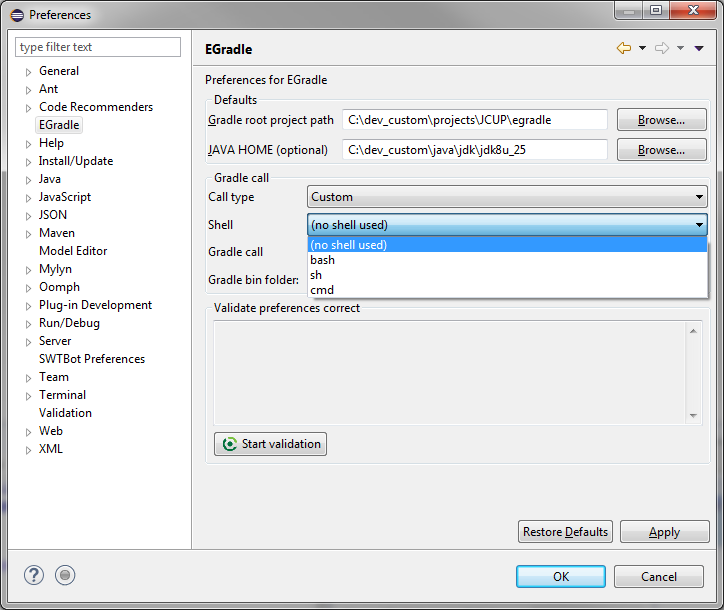 Preferences
type filter text
General
Ant
Code Recommenders
EGradle
Help
Install/Update
Java
JavaScript
JSON
Maven
Model Editor
Mylyn
Oomph
Plug-in Development
Run/Debug
Server
SWTBot Preferences
Team
Terminal
Validation
Web
XML
EGradle
Preferences for EGradle
Defaults
Gradle root project path C:\dev_custom\projects\JCUP\egradle Browse...
JAVA HOME (optional) C:\dev_custom\java\jdk\jdk8u_25 Browse...
Gradle call
Call type Custom
Shell (no shell used)
(no shell used)
Gradle call
bash
sh
Gradle bin folder:
cmd
Validate preferences correct
Start validation
Restore Defaults Apply
OK Cancel